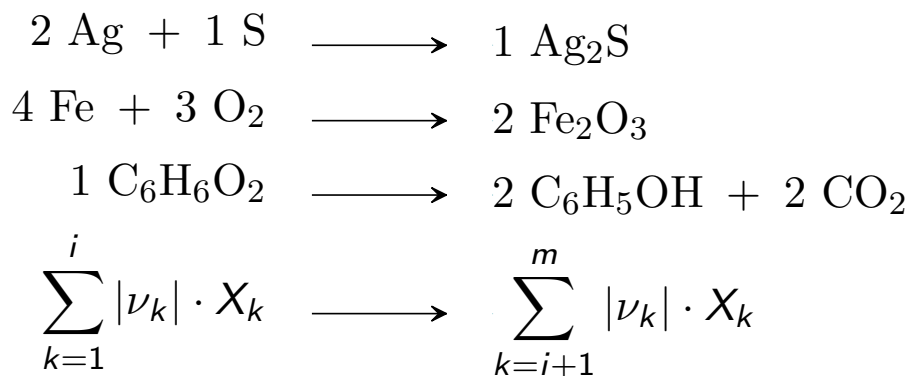 2 Ag + 1 S ⟶ 1 Ag₂S
4 Fe + 3 O₂ ⟶ 2 Fe₂O₃
1 C₆H₆O₂ ⟶ 2 C₆H₅OH + 2 CO₂
∑_{k=1}^{i} |ν_k| · X_k ⟶ ∑_{k=i+1}^{m} |ν_k| · X_k